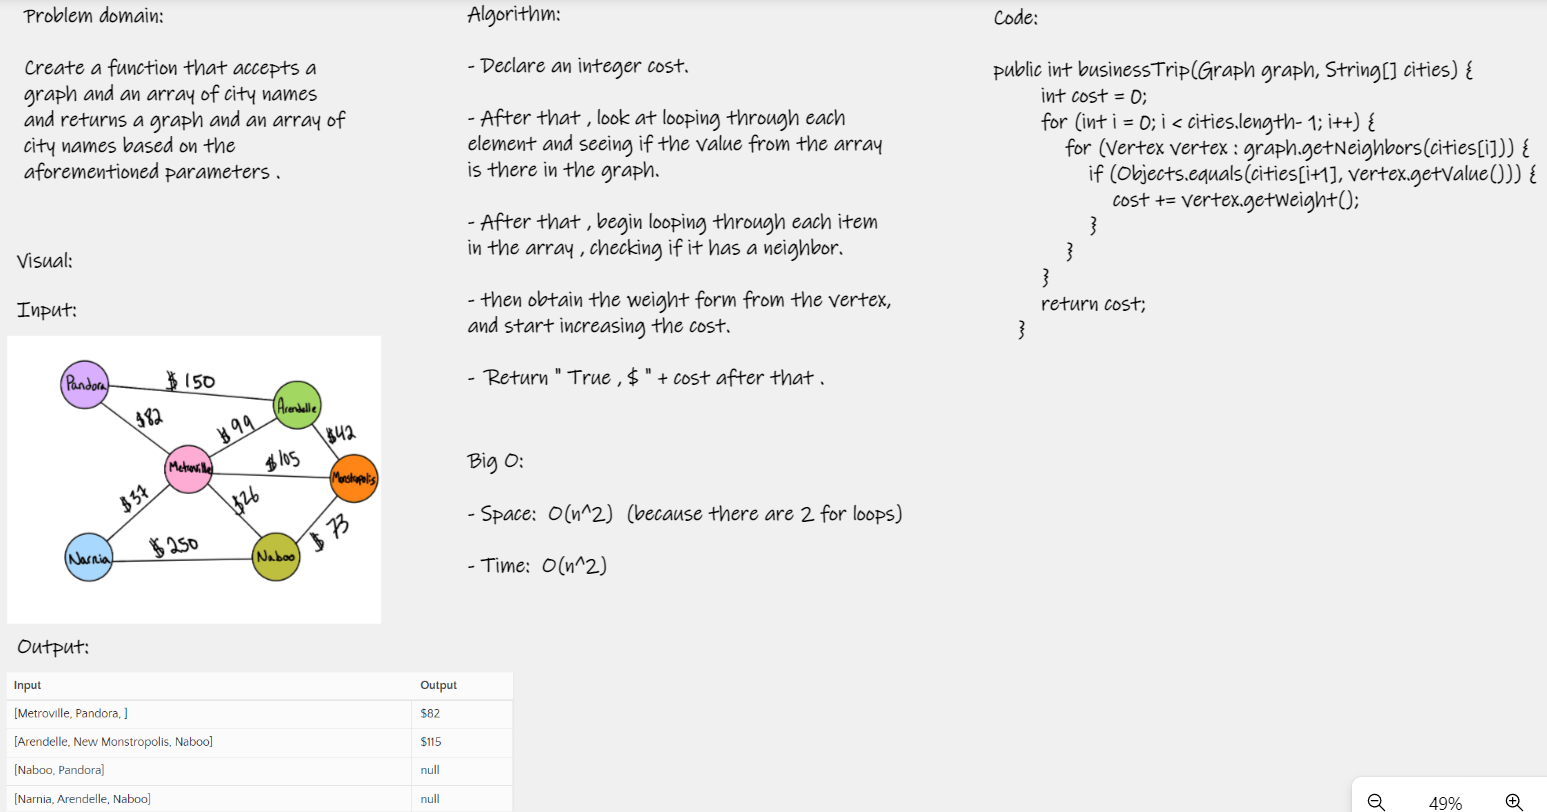 Problem domain:
Create a function that accepts a
graph and an array of city names
and returns a graph and an array of
city names based on the
aforementioned parameters .
Visual:
Input:
Pandora
$ 150
Arendelle
$82
$99
$42
Metroville
$105
Monstropolis
$37
$26
$ 73
Narnia
$ 250
Naboo
Output:
Input Output
[Metroville, Pandora, ] $82
[Arendelle, New Monstropolis, Naboo] $115
[Naboo, Pandora] null
[Narnia, Arendelle, Naboo] null
Algorithm:
- Declare an integer cost.
- After that , look at looping through each
element and seeing if the value from the array
is there in the graph.
- After that , begin looping through each item
in the array , checking if it has a neighbor.
- then obtain the weight form from the vertex,
and start increasing the cost.
- Return " True , $ " + cost after that .
Big O:
- Space: O(n^2) (because there are 2 for loops)
- Time: O(n^2)
Code:
public int businessTrip(Graph graph, String[] cities) {
int cost = 0;
for (int i = 0; i < cities.length- 1; i++) {
for (Vertex vertex : graph.getNeighbors(cities[i])) {
if (Objects.equals(cities[i+1], vertex.getValue())) {
cost += vertex.getWeight();
}
}
}
return cost;
}
49%